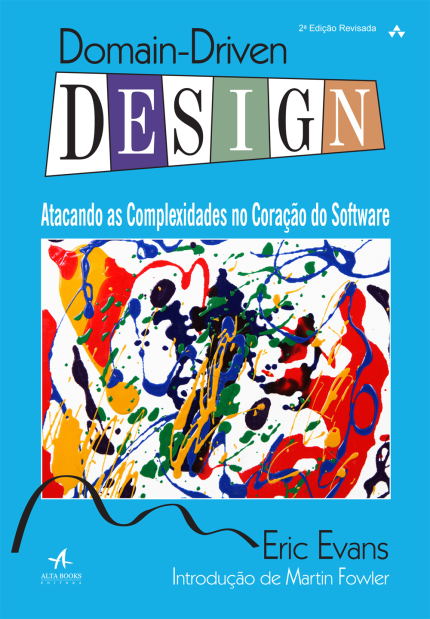 2ª Edição Revisada
Domain-Driven
DESIGN
Atacando as Complexidades no Coração do Software
Eric Evans
Introdução de Martin Fowler
ALTA BOOKS
EDITORA